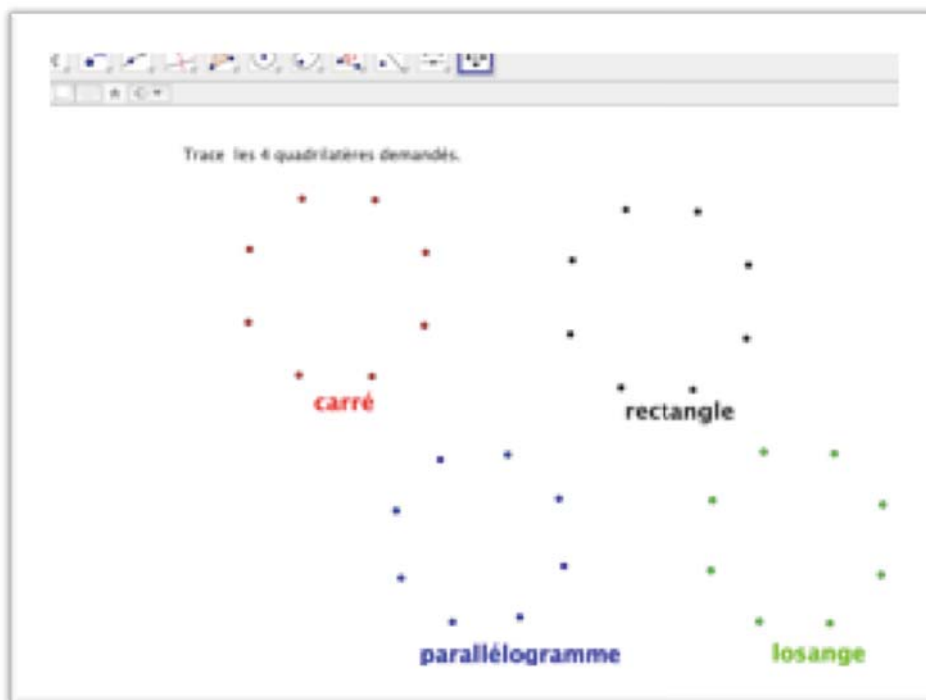 Trace les 4 quadrilatères demandés.
carré
rectangle
parallélogramme
losange